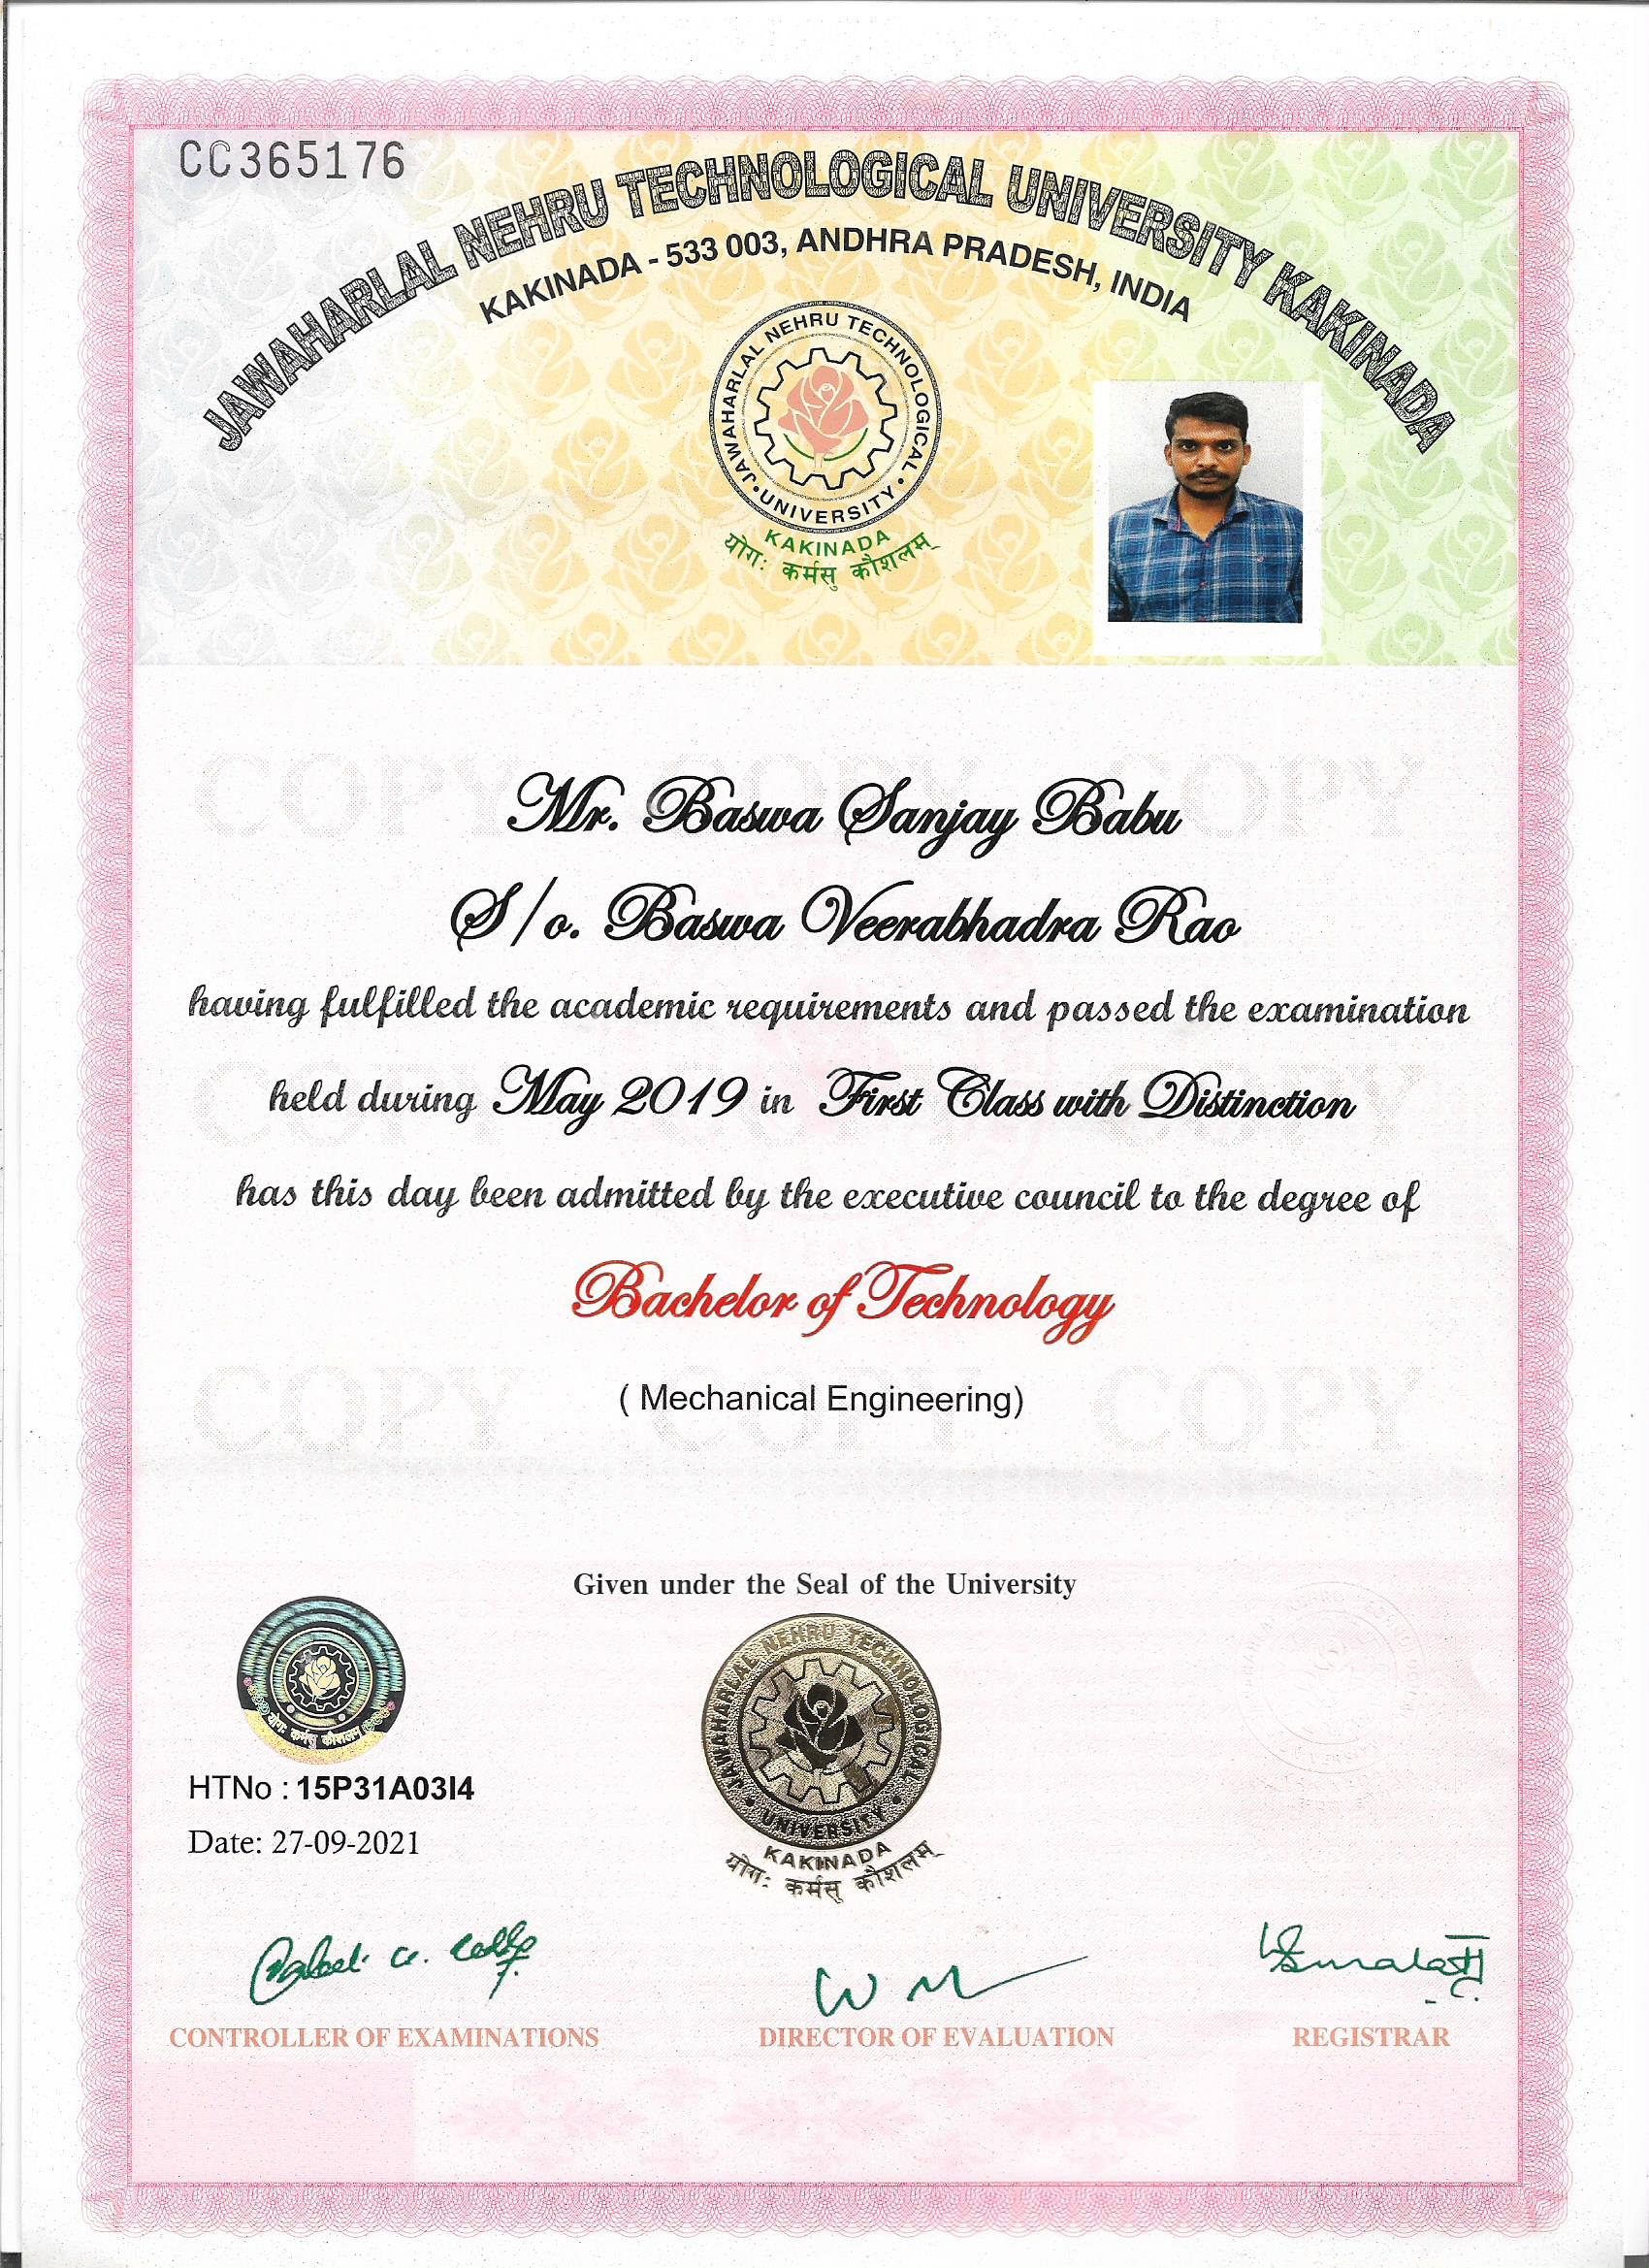 CC365176
JAWAHARLAL NEHRU TECHNOLOGICAL UNIVERSITY KAKINADA
KAKINADA - 533 003, ANDHRA PRADESH, INDIA
JAWAHARLAL NEHRU TECHNOLOGICAL
• UNIVERSITY •
KAKINADA
योगः कर्मसु कौशलम्
COPY COPY COPY
Mr. Baswa Sanjay Babu
S/o. Baswa Veerabhadra Rao
having fulfilled the academic requirements and passed the examination
COPY COPY COPY
held during May 2019 in First Class with Distinction
has this day been admitted by the executive council to the degree of
Bachelor of Technology
COPY COPY COPY
( Mechanical Engineering)
Given under the Seal of the University
योगः कर्मसु कौशलम्
JAWAHARLAL NEHRU TECHNOLOGICAL
• UNIVERSITY •
KAKINADA
योगः कर्मसु कौशलम्
HTNo : 15P31A03I4
Date: 27-09-2021
CONTROLLER OF EXAMINATIONS
DIRECTOR OF EVALUATION
REGISTRAR